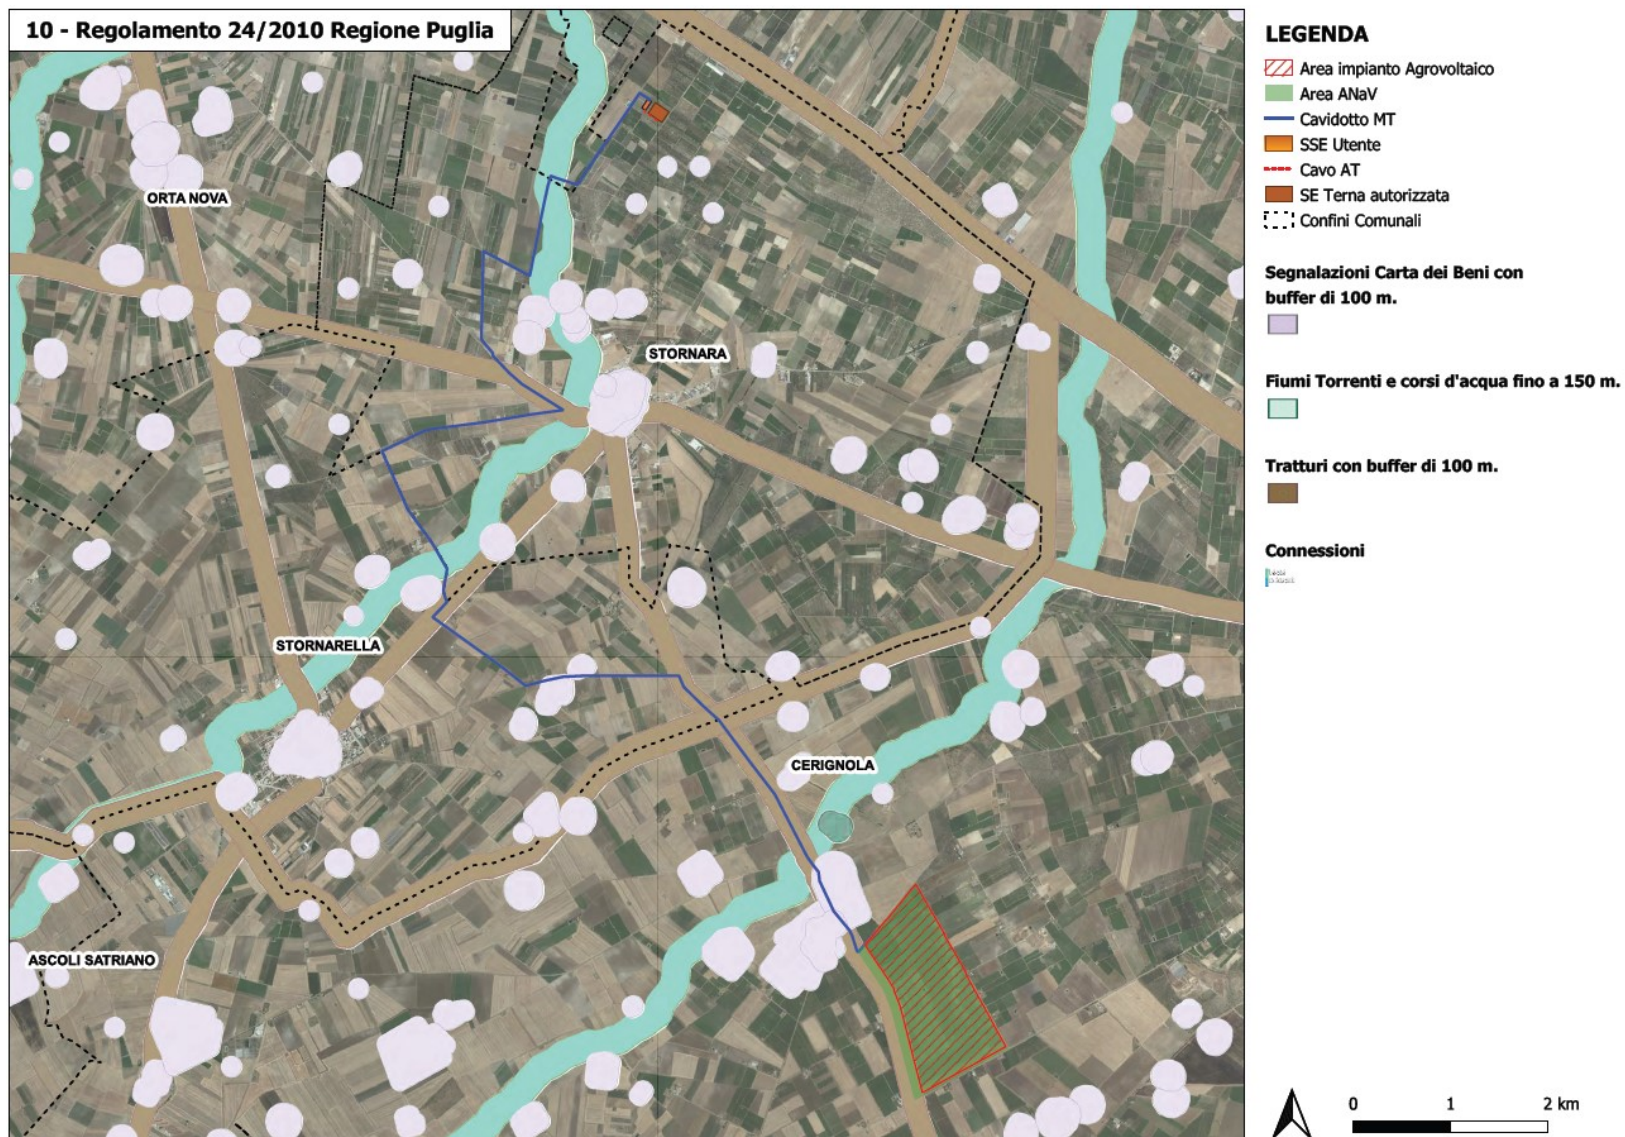 10 - Regolamento 24/2010 Regione Puglia
ORTA NOVA
STORNARA
STORNARELLA
CERIGNOLA
ASCOLI SATRIANO
LEGENDA
Area impianto Agrovoltaico
Area ANaV
Cavidotto MT
SSE Utente
Cavo AT
SE Terna autorizzata
Confini Comunali
Segnalazioni Carta dei Beni con
buffer di 100 m.
Fiumi Torrenti e corsi d'acqua fino a 150 m.
Tratturi con buffer di 100 m.
Connessioni
0 1 2 km